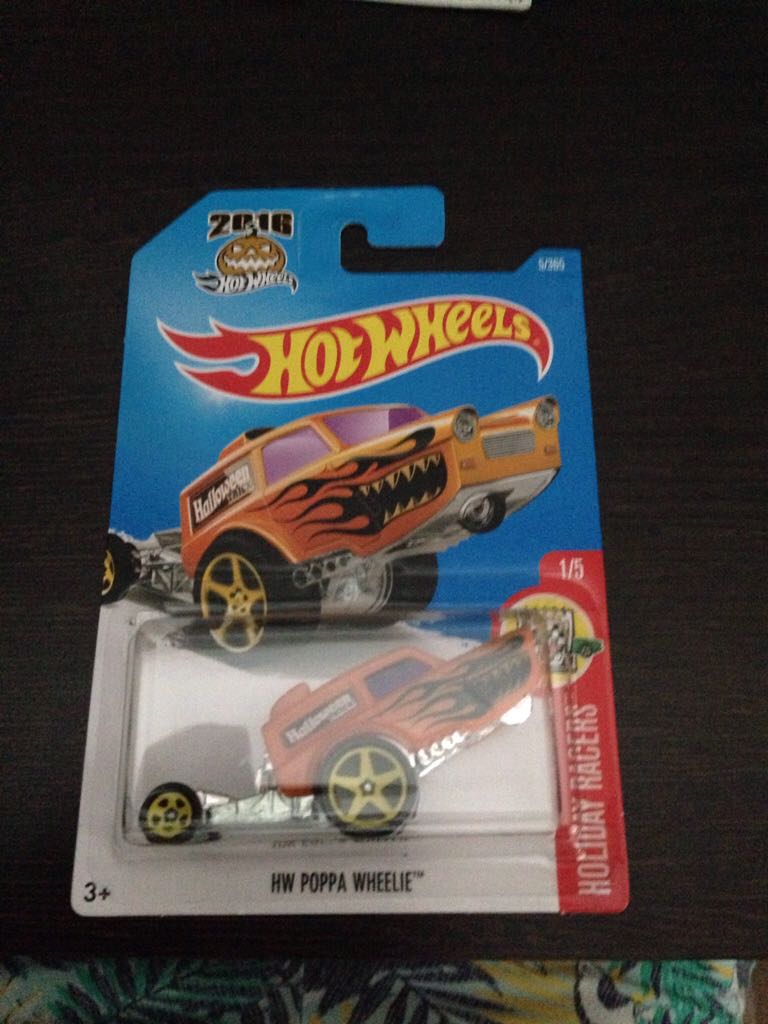 2016
HOT WHEELS
5/365
HOT WHEELS
Halloween
1/5
Halloween
HOLIDAY RACERS
HW POPPA WHEELIE™
3+